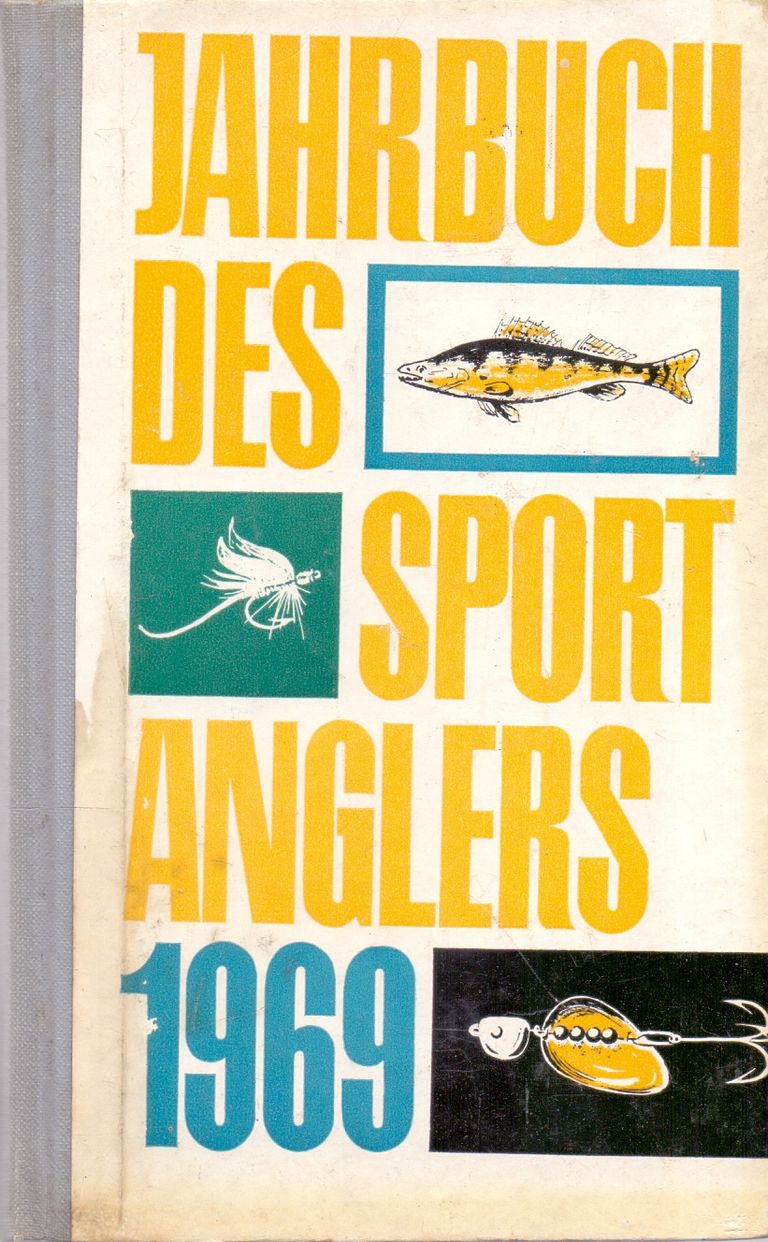 JAHRBUCH
DES
SPORT
ANGLERS
1969